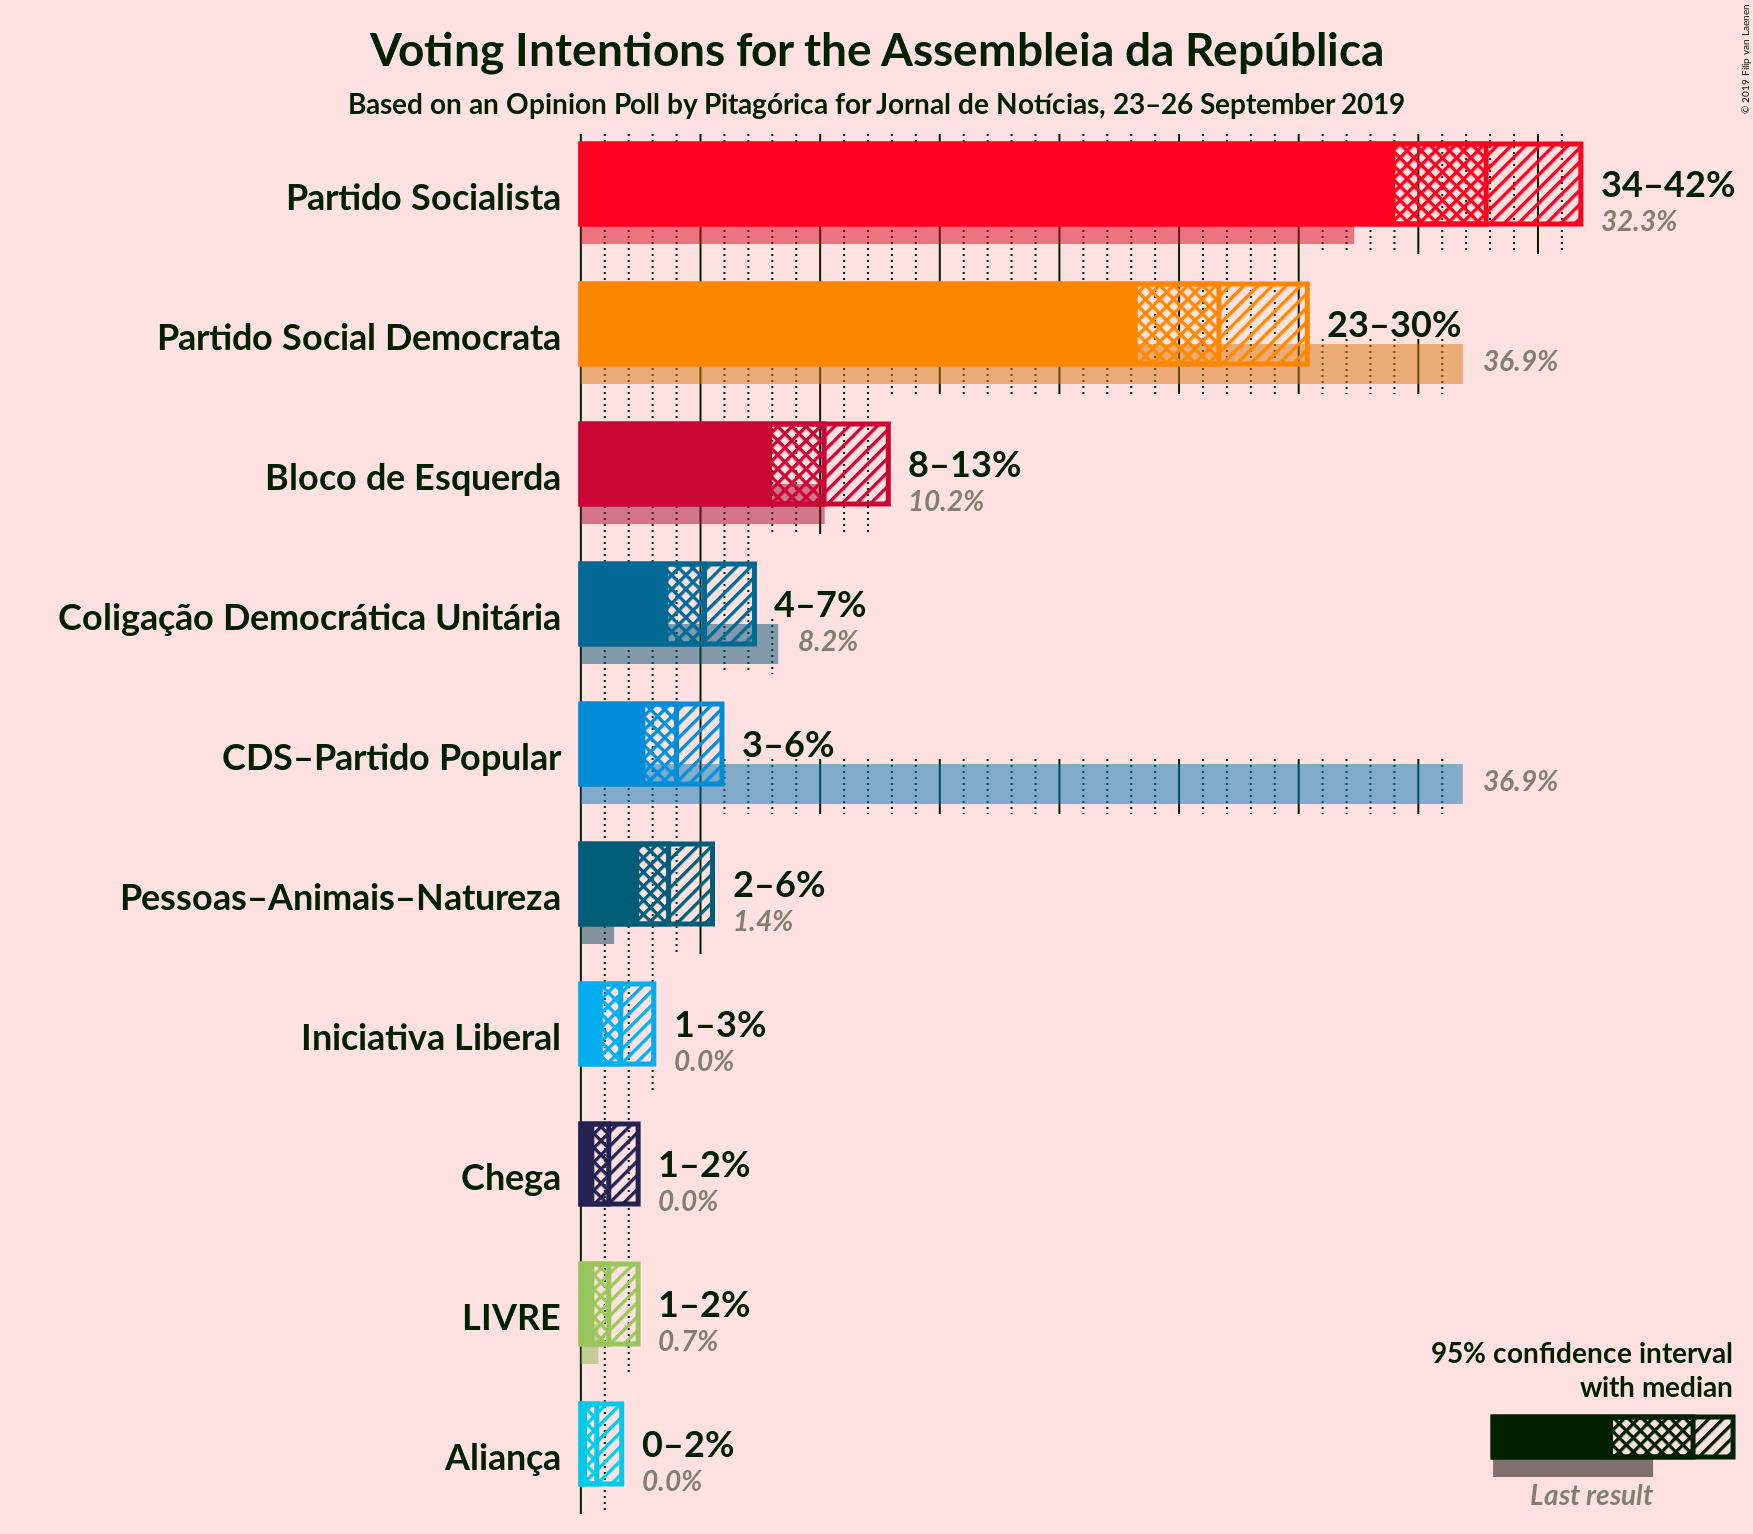 Voting Intentions for the Assembleia da República
Based on an Opinion Poll by Pitagórica for Jornal de Notícias, 23–26 September 2019
© 2019 Filip van Laenen
Partido Socialista
34–42%
32.3%
Partido Social Democrata
23–30%
36.9%
Bloco de Esquerda
8–13%
10.2%
Coligação Democrática Unitária
4–7%
8.2%
CDS–Partido Popular
3–6%
36.9%
Pessoas–Animais–Natureza
2–6%
1.4%
Iniciativa Liberal
1–3%
0.0%
Chega
1–2%
0.0%
LIVRE
1–2%
0.7%
Aliança
0–2%
0.0%
95% confidence interval
with median
Last result